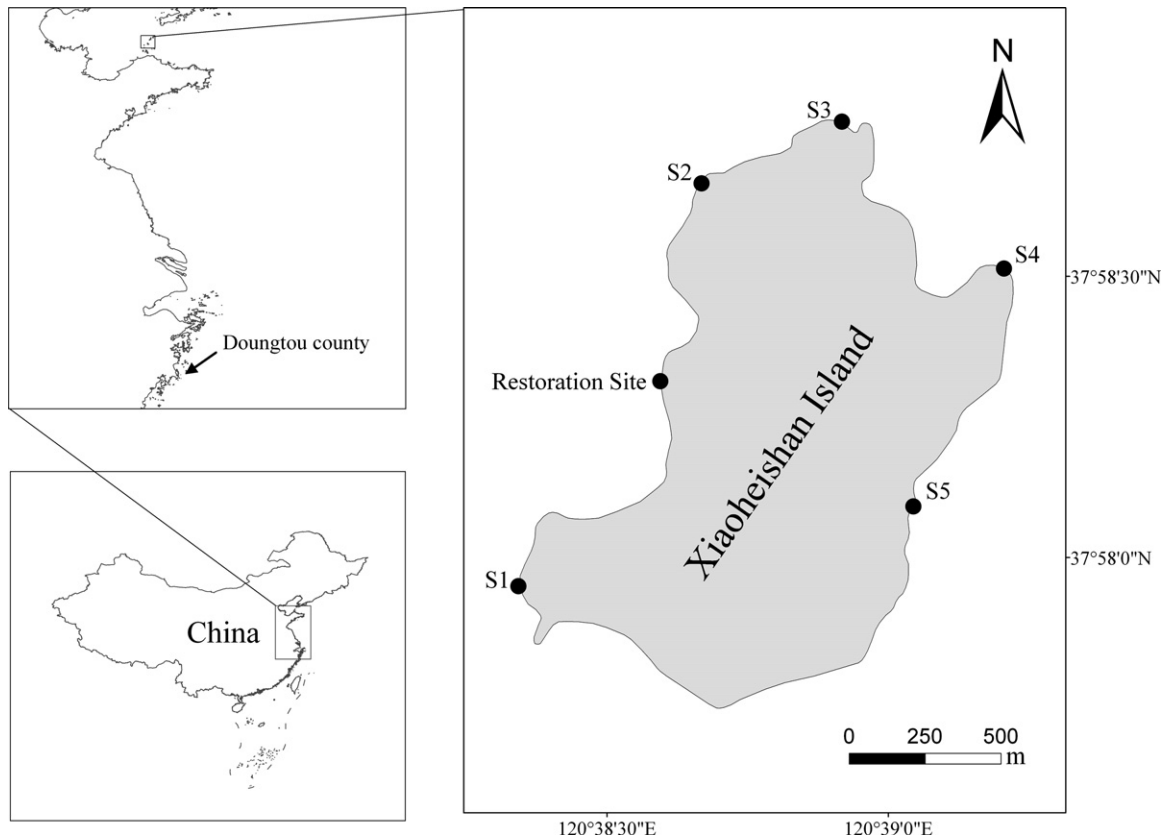 N
S3
S2
S4
37°58'30"N
Doungtou county
Restoration Site
Xiaoheishan Island
S5
37°58'0"N
S1
China
0 250 500
m
120°38'30"E 120°39'0"E